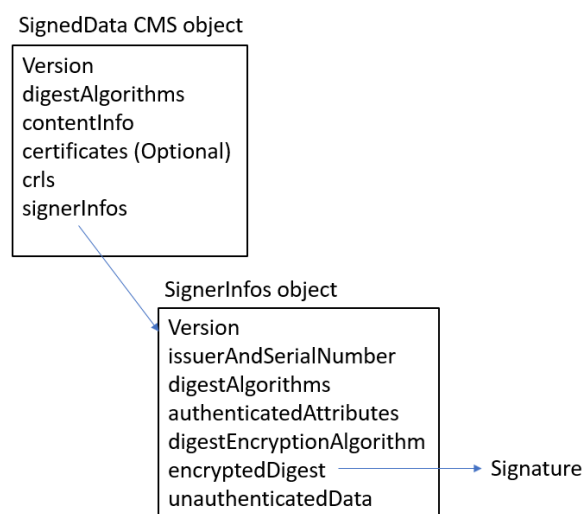 SignedData CMS object
Version
digestAlgorithms
contentInfo
certificates (Optional)
crls
signerInfos
SignerInfos object
Version
issuerAndSerialNumber
digestAlgorithms
authenticatedAttributes
digestEncryptionAlgorithm
encryptedDigest
Signature
unauthenticatedData